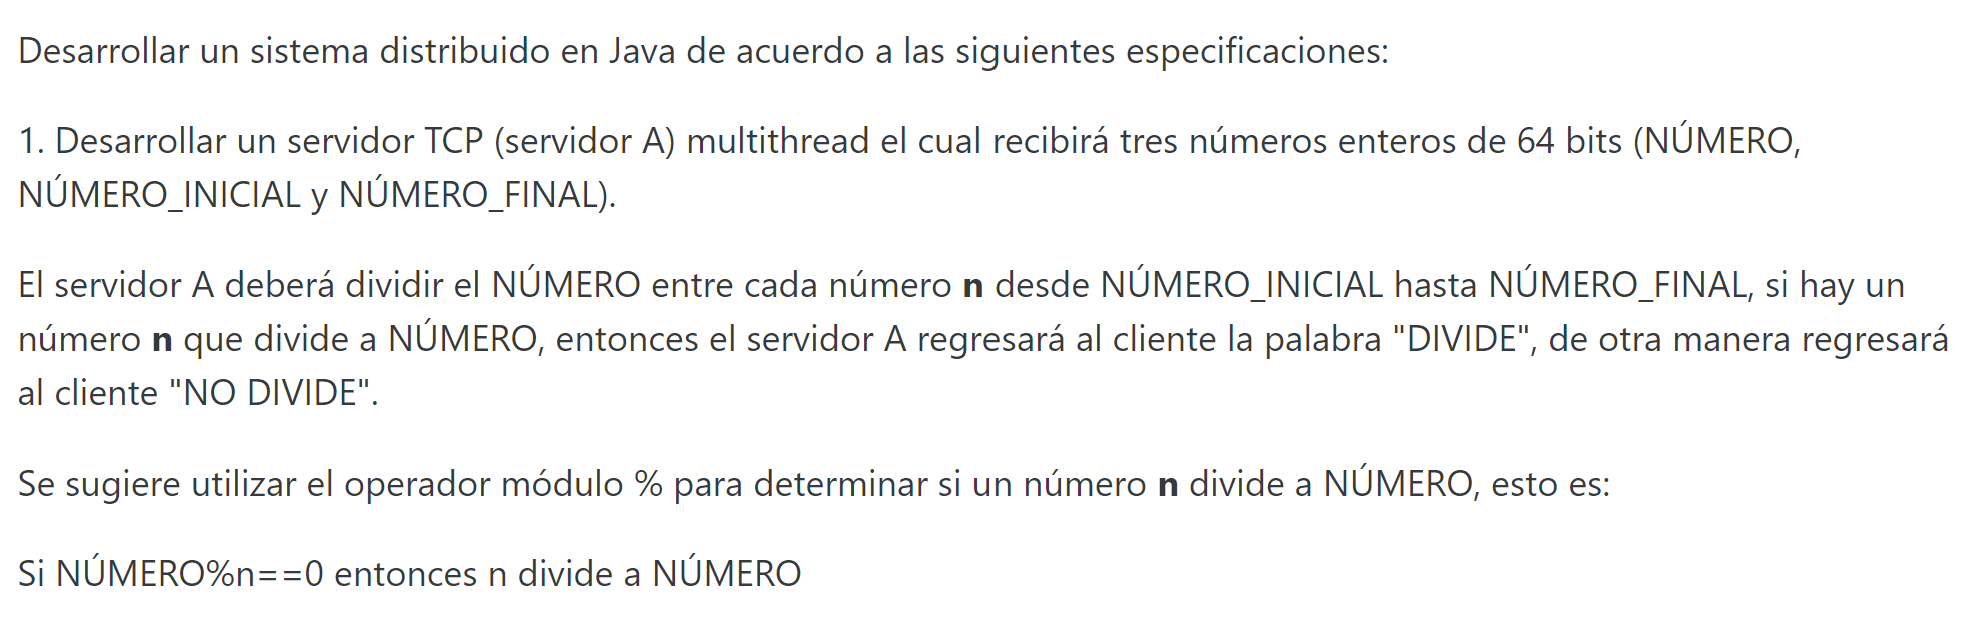 Desarrollar un sistema distribuido en Java de acuerdo a las siguientes especificaciones:
1. Desarrollar un servidor TCP (servidor A) multithread el cual recibirá tres números enteros de 64 bits (NÚMERO,
NÚMERO_INICIAL y NÚMERO_FINAL).
El servidor A deberá dividir el NÚMERO entre cada número n desde NÚMERO_INICIAL hasta NÚMERO_FINAL, si hay un
número n que divide a NÚMERO, entonces el servidor A regresará al cliente la palabra "DIVIDE", de otra manera regresará
al cliente "NO DIVIDE".
Se sugiere utilizar el operador módulo % para determinar si un número n divide a NÚMERO, esto es:
Si NÚMERO%n==0 entonces n divide a NÚMERO